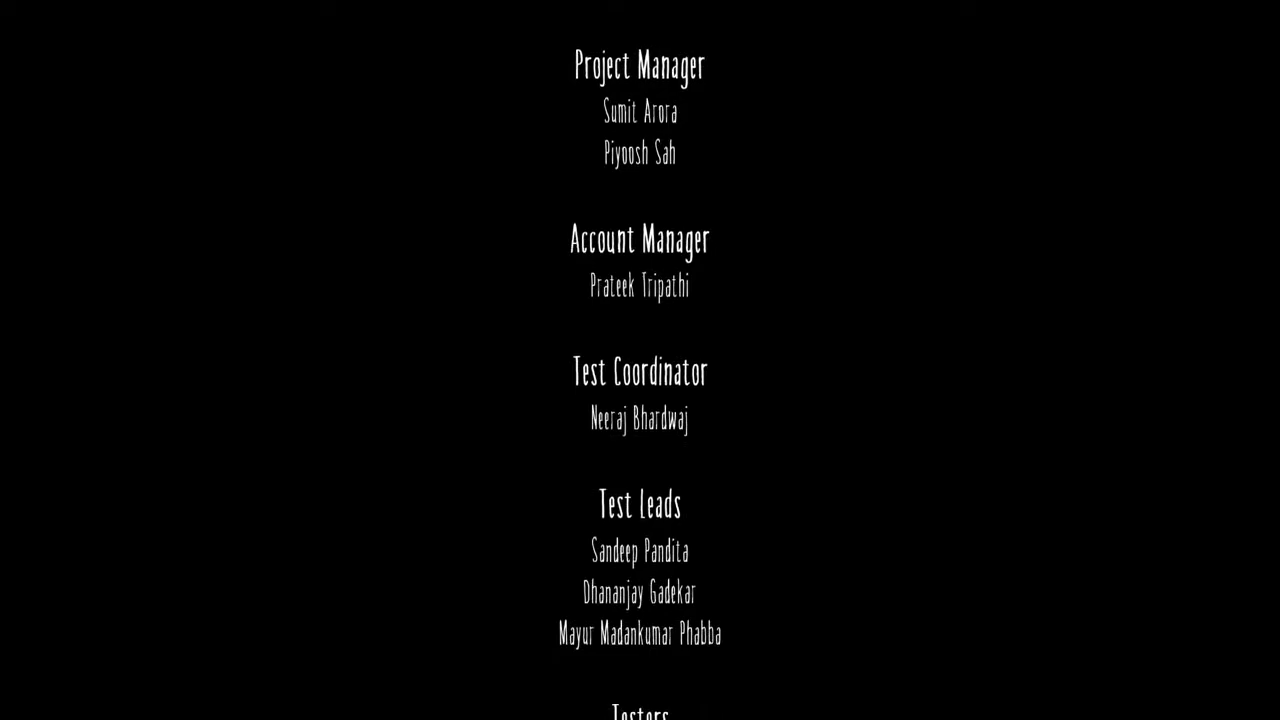 Project Manager
Sumit Arora
Piyoosh Sah
Account Manager
Prateek Tripathi
Test Coordinator
Neeraj Bhardwaj
Test Leads
Sandeep Pandita
Dhananjay Gadekar
Mayur Madankumar Phabba
Testers